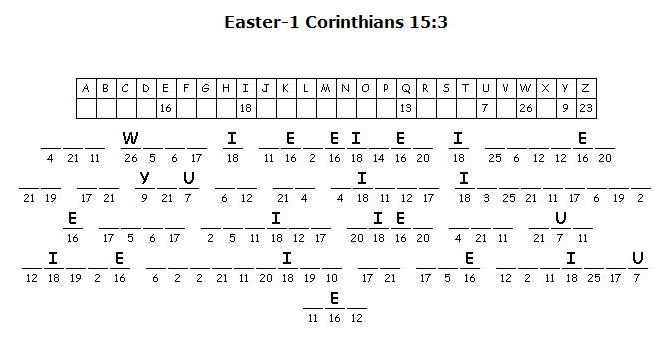 Easter-1 Corinthians 15:3
A B C D E F G H I J K L M N O P Q R S T U V W X Y Z
16 18 13 7 26 9 23
W I E E I E I E
4 21 11 26 5 6 17 18 11 16 2 16 18 14 16 20 18 25 6 12 12 16 20
Y U I I
21 19 17 21 9 21 7 6 12 21 4 4 18 11 12 17 18 3 25 21 11 17 6 19 2
E I I E U
16 17 5 6 17 2 5 11 18 12 17 20 18 16 20 4 21 11 21 7 11
I E I E I U
12 18 19 2 16 6 2 2 21 11 20 18 19 10 17 21 17 5 16 12 2 11 18 25 17 7
E
11 16 12